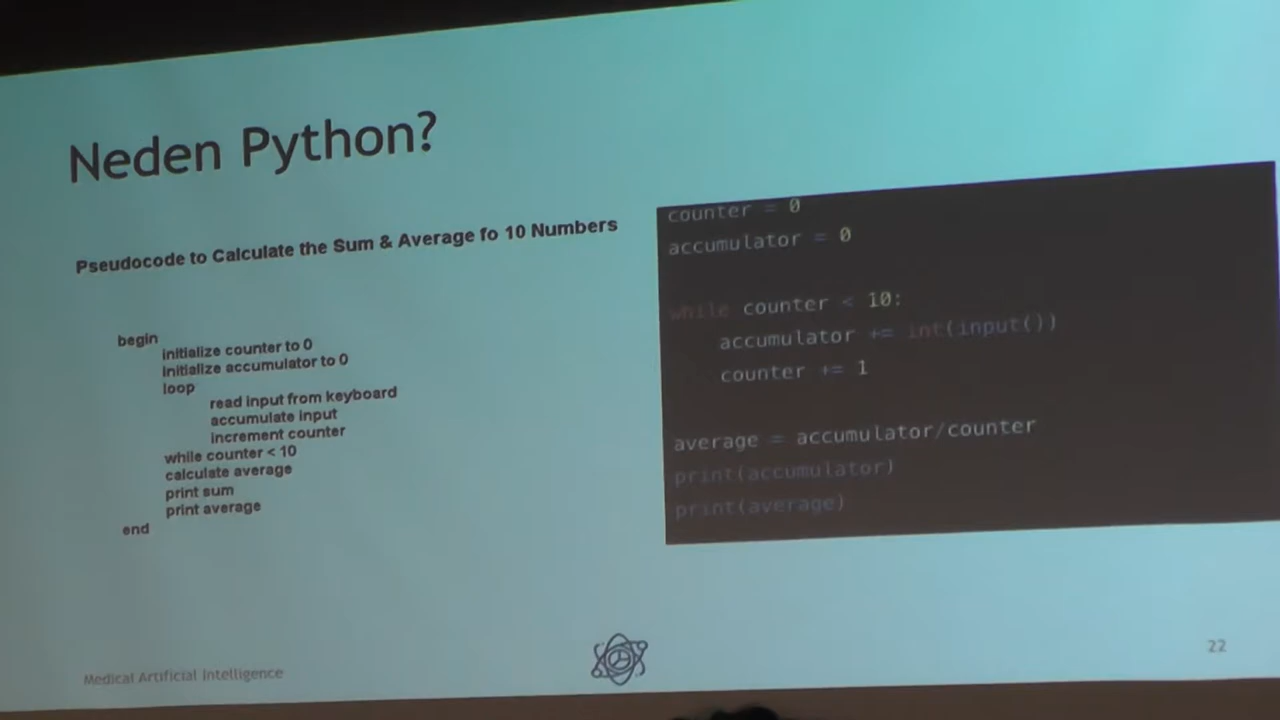 Neden Python?
Pseudocode to Calculate the Sum & Average fo 10 Numbers
begin
initialize counter to 0
initialize accumulator to 0
loop
read input from keyboard
accumulate input
increment counter
while counter < 10
calculate average
print sum
print average
end
counter = 0
accumulator = 0
while counter < 10:
accumulator += int(input())
counter += 1
average = accumulator/counter
print(accumulator)
print(average)
Medical Artificial Intelligence
22